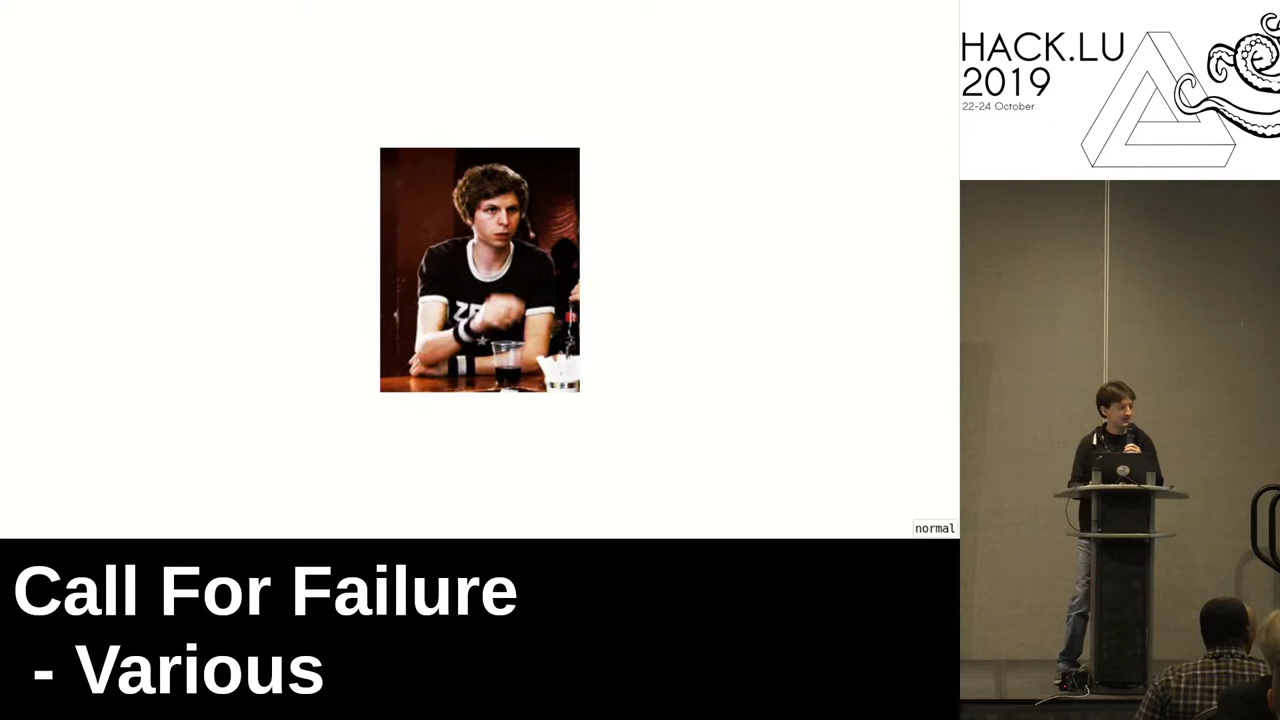 HACK.LU
2019
22-24 October
normal
Call For Failure
- Various